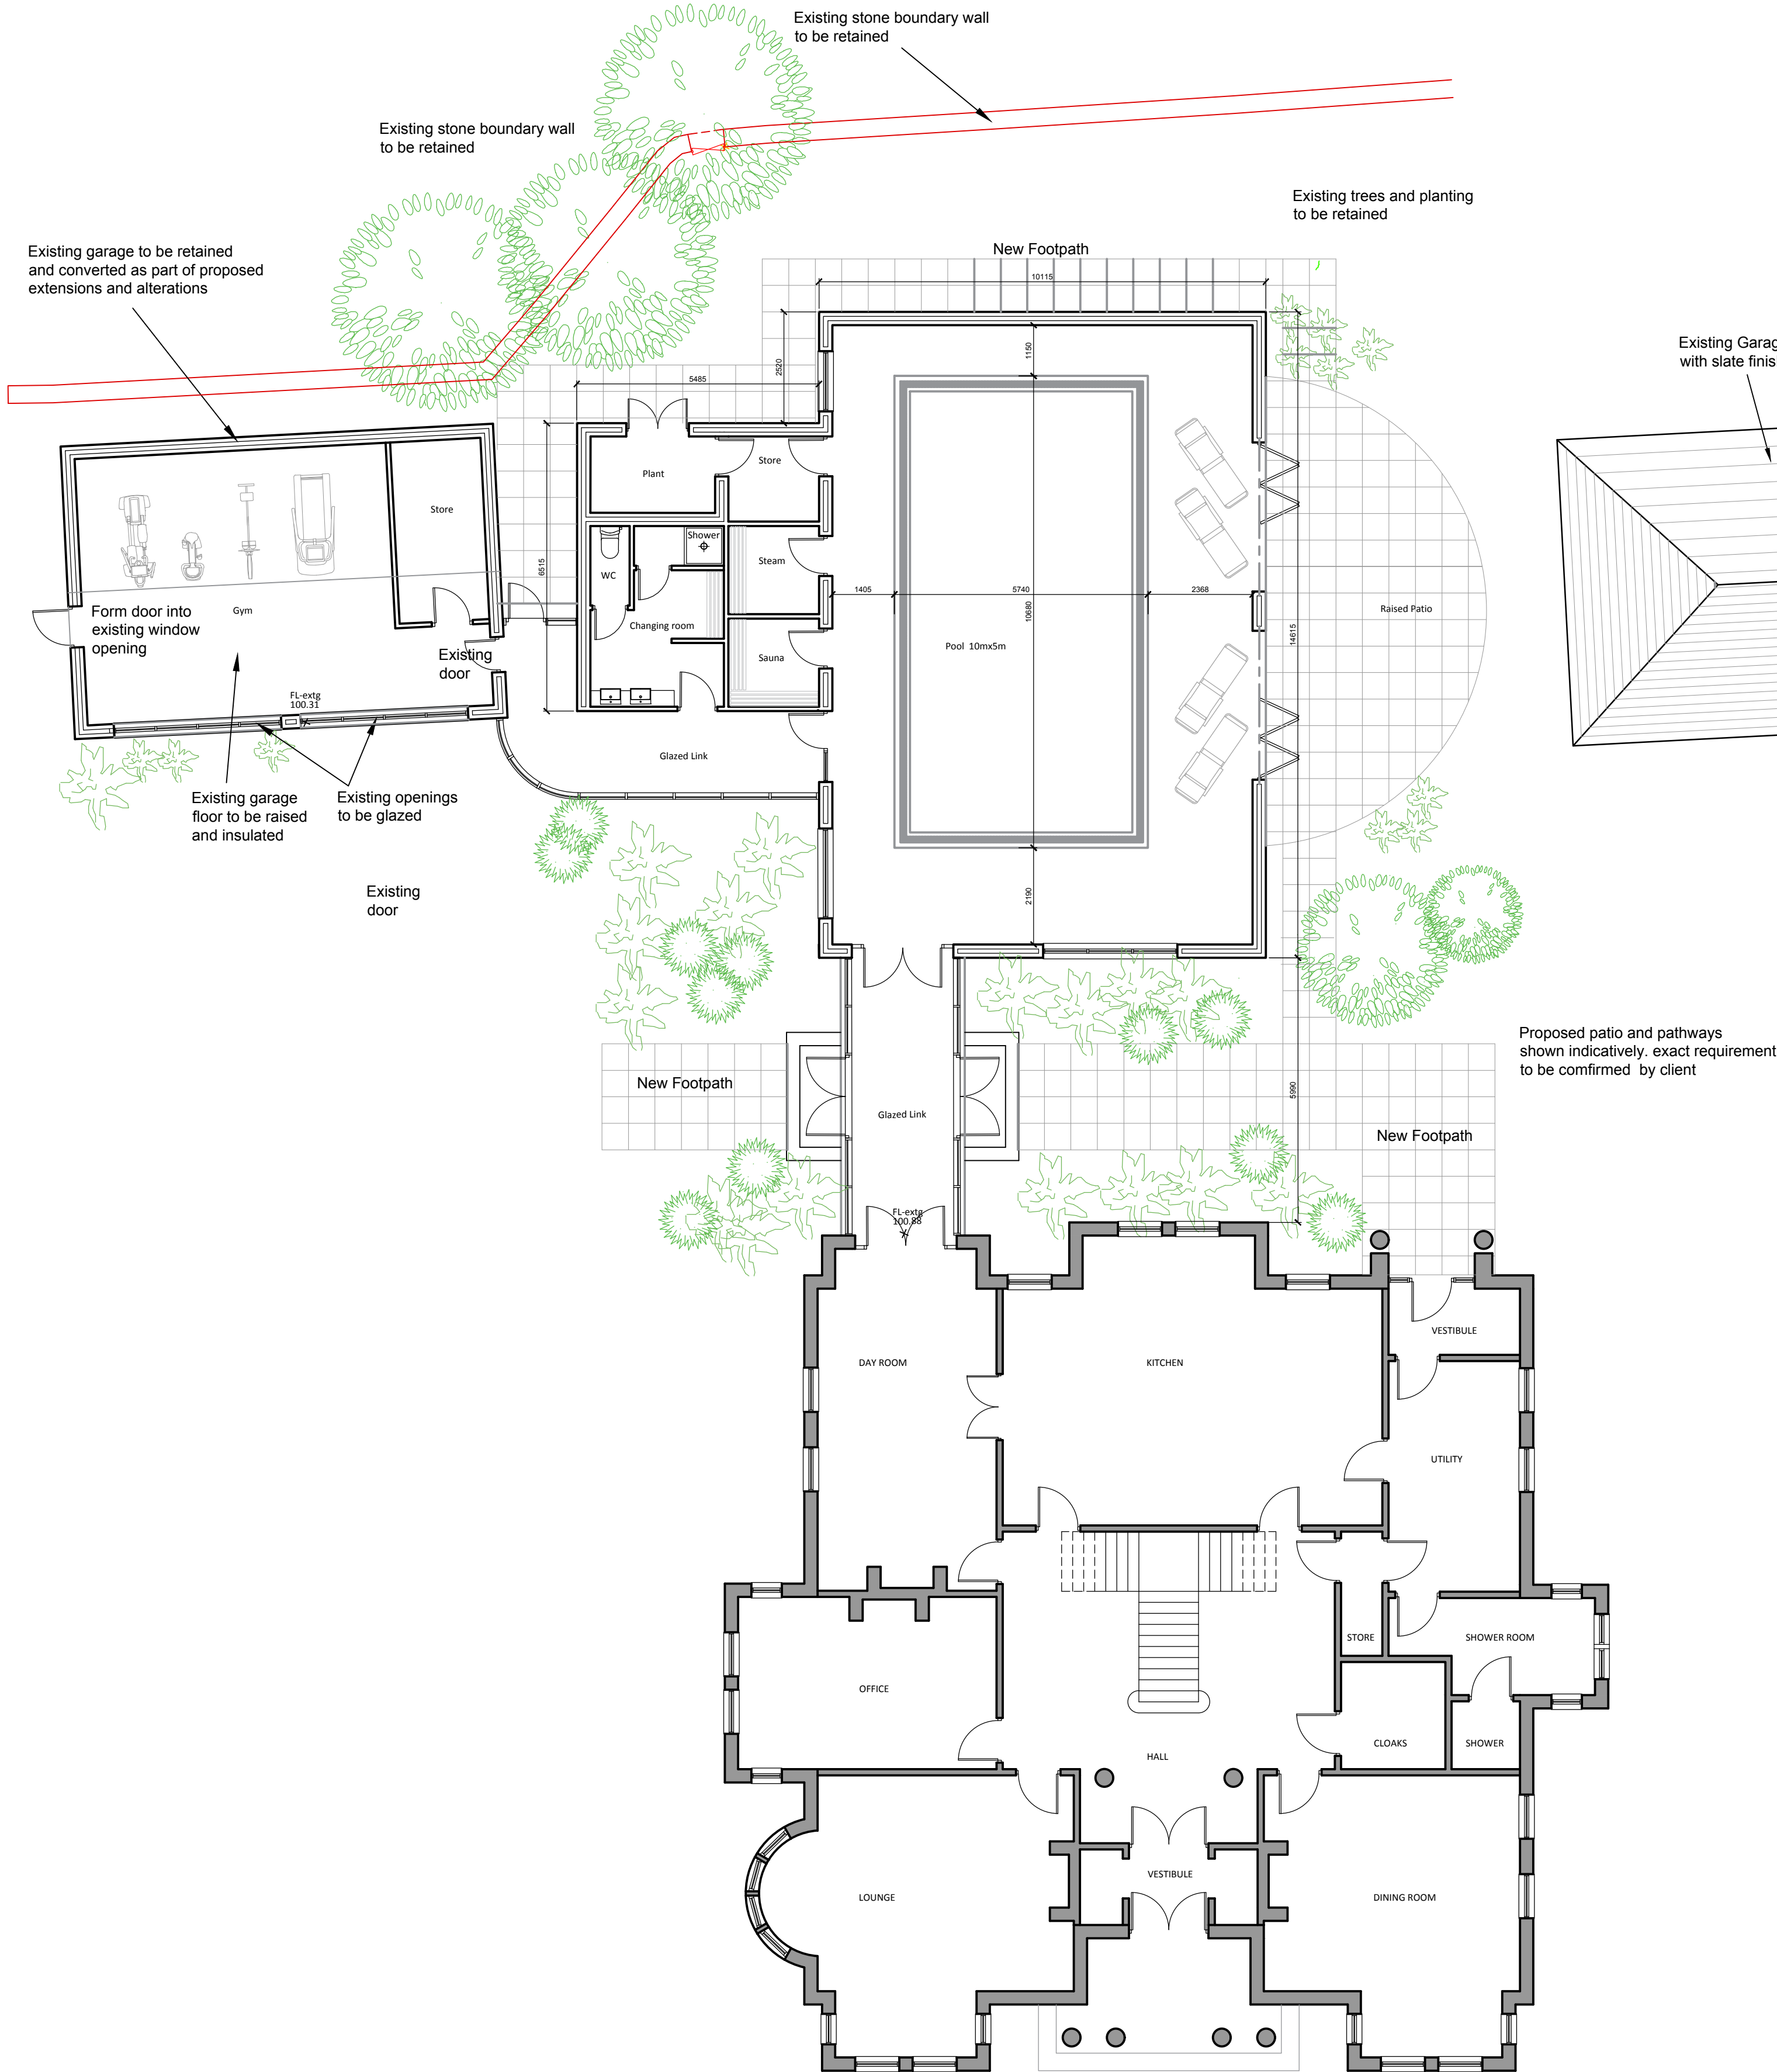 Existing stone boundary wall
to be retained
Existing stone boundary wall
to be retained
Existing trees and planting
to be retained
Existing garage to be retained
and converted as part of proposed
extensions and alterations
New Footpath
10115
Existing Garag
with slate finis
1150
2520
5485
Plant
Store
Store
6515
Shower
Steam
WC
1405
5740
2368
10680
14615
Raised Patio
Form door into
existing window
opening
Gym
Changing room
Pool 10mx5m
Existing
door
Sauna
FL-extg
100.31
Glazed Link
Existing garage
floor to be raised
and insulated
Existing openings
to be glazed
Existing
door
2190
Proposed patio and pathways
shown indicatively. exact requirement
to be comfirmed by client
New Footpath
5990
Glazed Link
New Footpath
FL-extg
100.88
VESTIBULE
DAY ROOM
KITCHEN
UTILITY
STORE
SHOWER ROOM
OFFICE
CLOAKS
SHOWER
HALL
VESTIBULE
LOUNGE
DINING ROOM